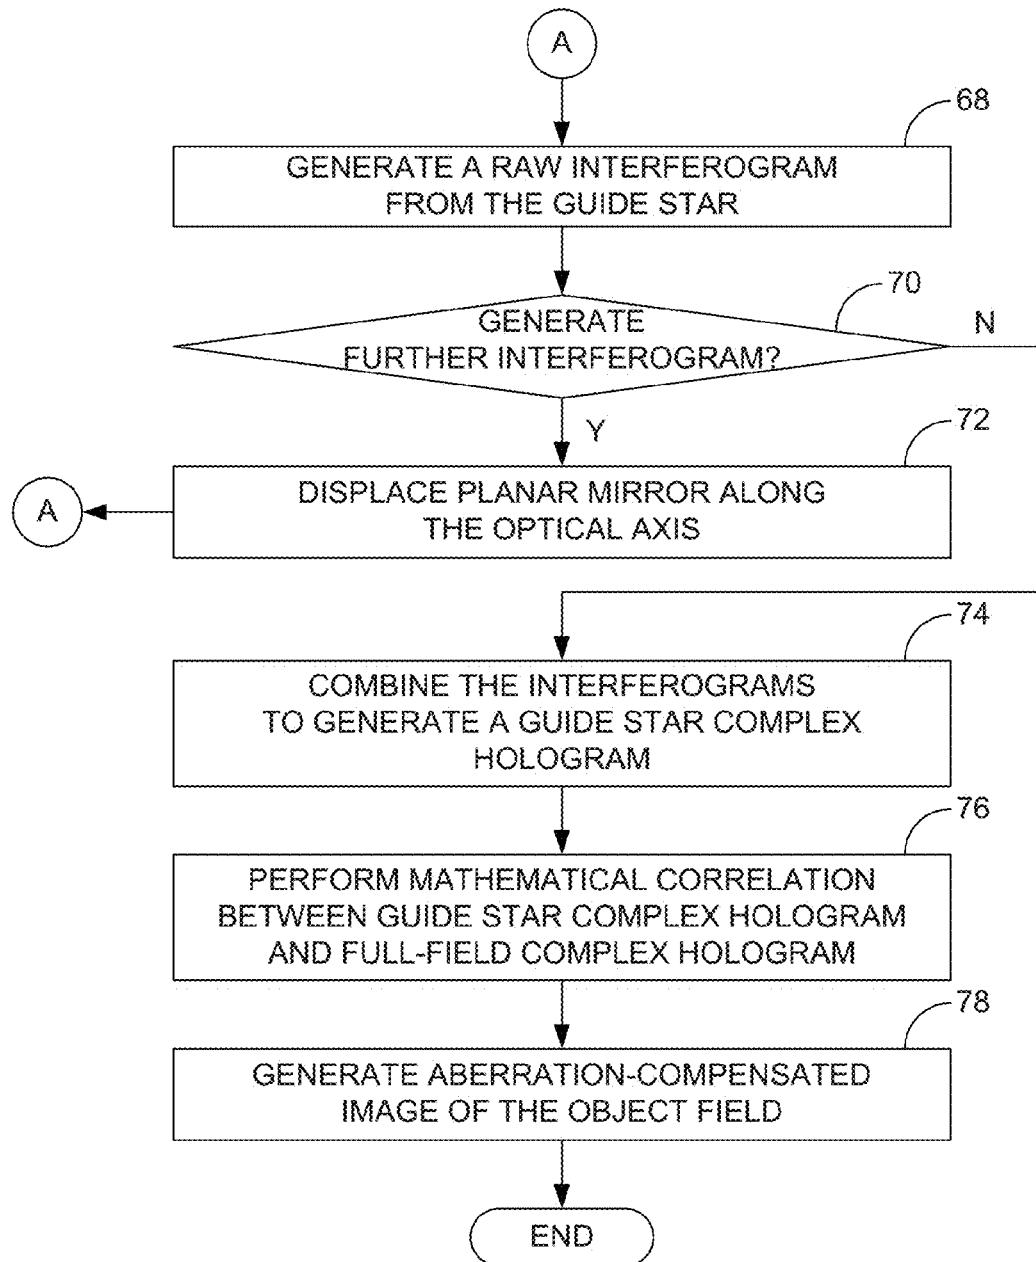 A
68
GENERATE A RAW INTERFEROGRAM
FROM THE GUIDE STAR
70
GENERATE
FURTHER INTERFEROGRAM?
N
Y
72
DISPLACE PLANAR MIRROR ALONG
THE OPTICAL AXIS
A
74
COMBINE THE INTERFEROGRAMS
TO GENERATE A GUIDE STAR COMPLEX
HOLOGRAM
76
PERFORM MATHEMATICAL CORRELATION
BETWEEN GUIDE STAR COMPLEX HOLOGRAM
AND FULL-FIELD COMPLEX HOLOGRAM
78
GENERATE ABERRATION-COMPENSATED
IMAGE OF THE OBJECT FIELD
END